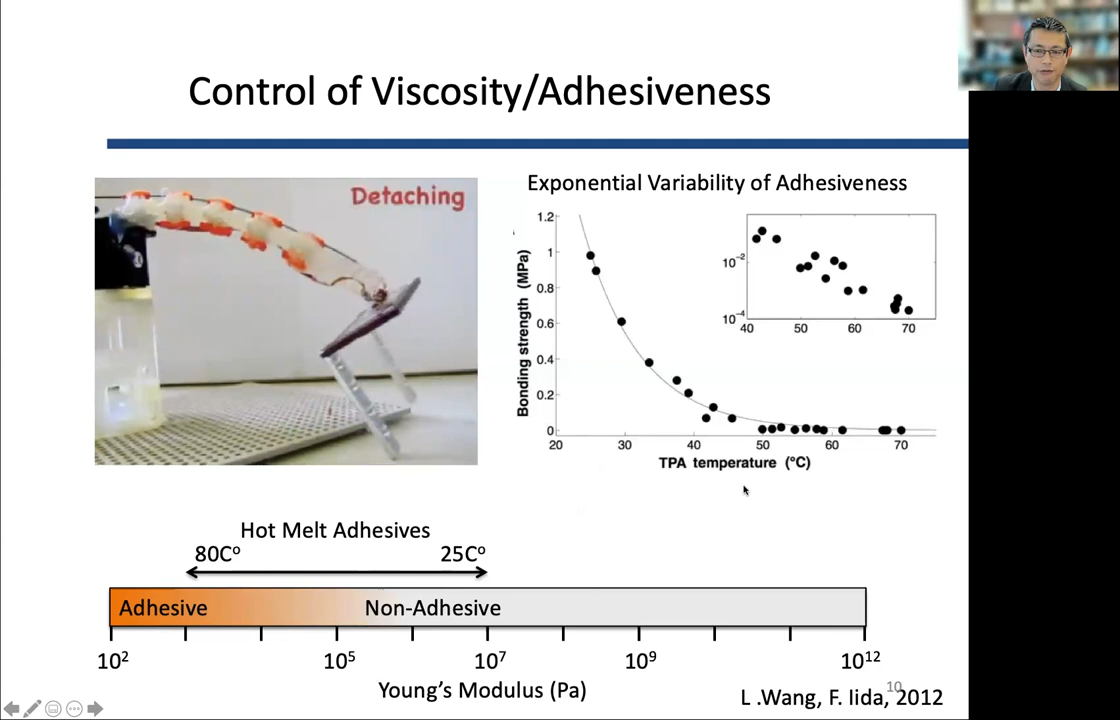 Control of Viscosity/Adhesiveness
Detaching
Exponential Variability of Adhesiveness
1.2
1
0.8
0.6
0.4
0.2
0
Bonding strength (MPa)
20 30 40 50 60 70
TPA temperature (°C)
10⁻²
10⁻⁴
40 50 60 70
Hot Melt Adhesives
80Cº 25Cº
Adhesive Non-Adhesive
10² 10⁵ 10⁷ 10⁹ 10¹²
Young's Modulus (Pa)
10
L .Wang, F. Iida, 2012